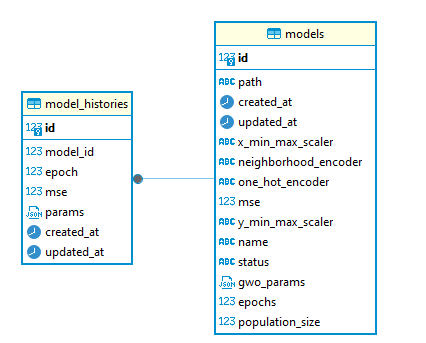 model_histories
123 id
123 model_id
123 epoch
123 mse
JSON params
created_at
updated_at
models
123 id
ABC path
created_at
updated_at
ABC x_min_max_scaler
ABC neighborhood_encoder
ABC one_hot_encoder
123 mse
ABC y_min_max_scaler
ABC name
ABC status
JSON gwo_params
123 epochs
123 population_size